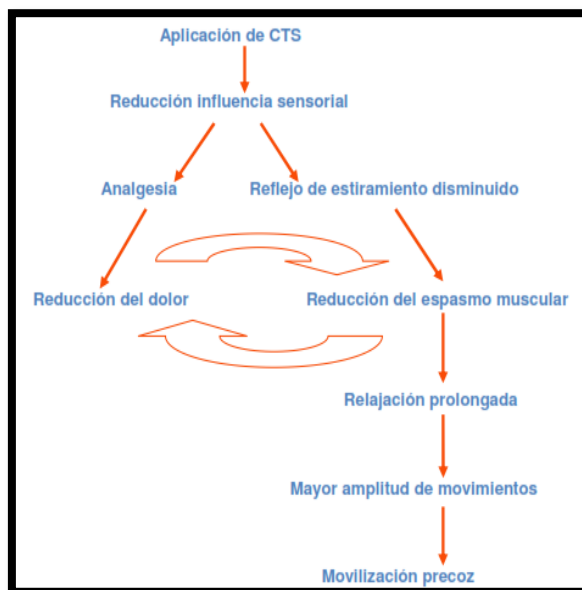 Aplicación de CTS
Reducción influencia sensorial
Analgesia
Reflejo de estiramiento disminuido
Reducción del dolor
Reducción del espasmo muscular
Relajación prolongada
Mayor amplitud de movimientos
Movilización precoz